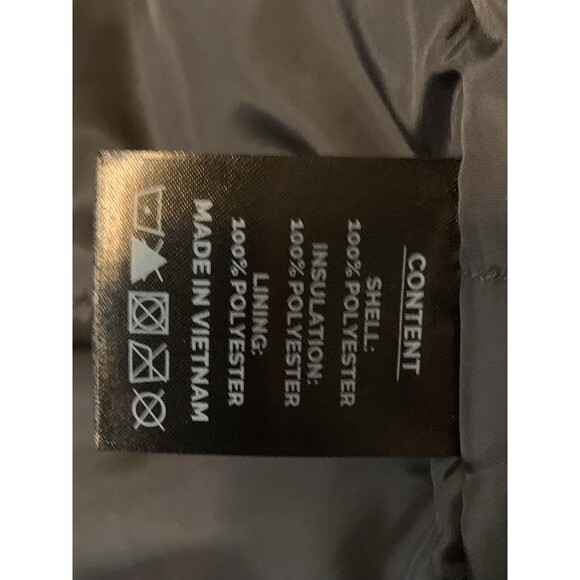 CONTENT
SHELL:
100% POLYESTER
INSULATION:
100% POLYESTER
LINING:
100% POLYESTER
MADE IN VIETNAM